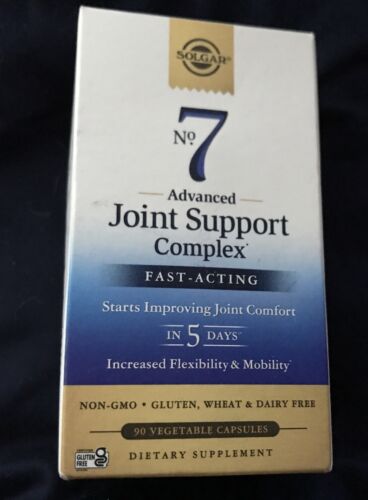 SOLGAR®
No. 7
Advanced
Joint Support
Complex*
FAST-ACTING
Starts Improving Joint Comfort
IN 5 DAYS*
Increased Flexibility & Mobility*
NON-GMO • GLUTEN, WHEAT & DAIRY FREE
90 VEGETABLE CAPSULES
GLUTEN
FREE
DIETARY SUPPLEMENT